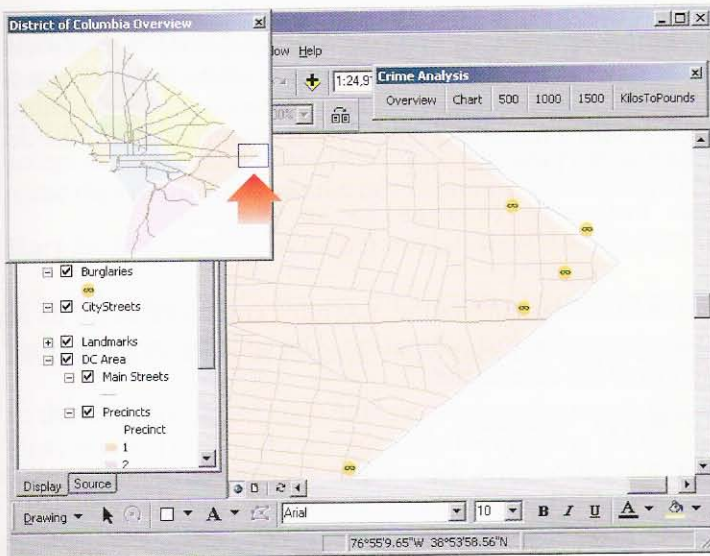 District of Columbia Overview
Help
1:24,9
Crime Analysis
Overview Chart 500 1000 1500 KilosToPounds
Burglaries
CityStreets
Landmarks
DC Area
Main Streets
Precincts
Precinct
1
2
Display Source
Drawing A Arial 10 B I U A
76°55'9.65"W 38°53'58.56"N